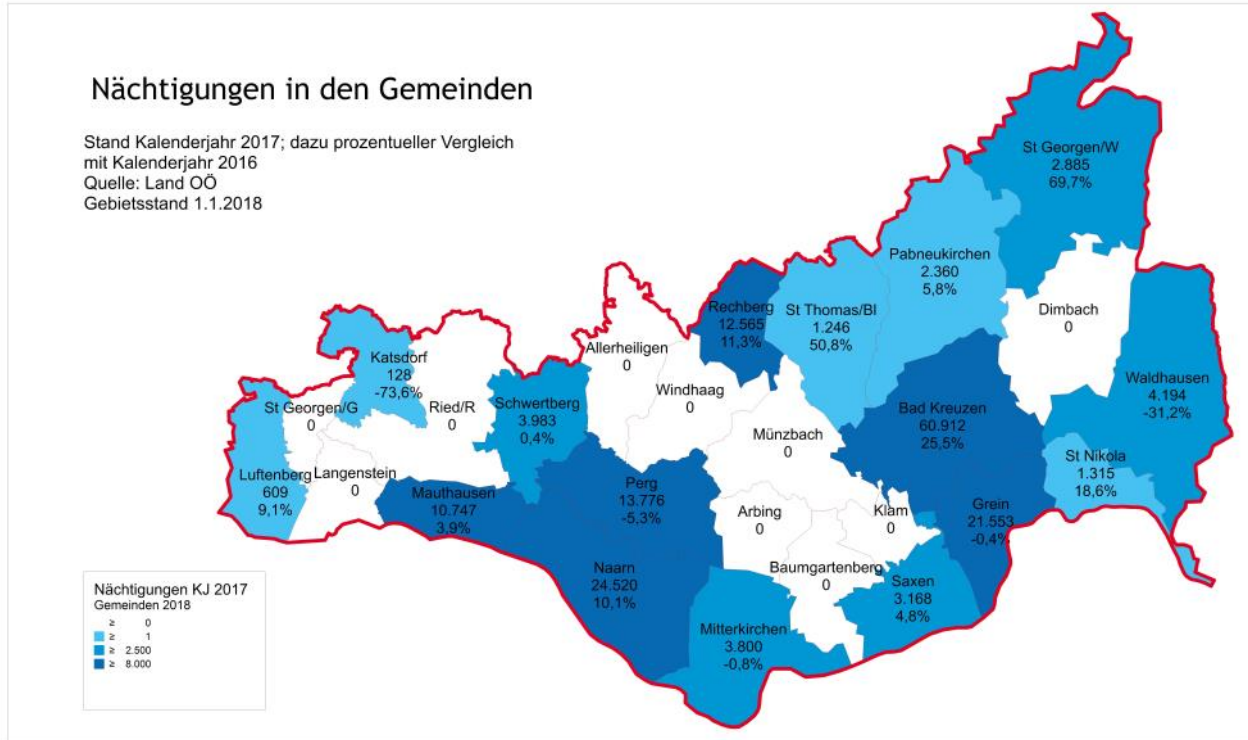 Nächtigungen in den Gemeinden
Stand Kalenderjahr 2017; dazu prozentueller Vergleich
mit Kalenderjahr 2016
Quelle: Land OÖ
Gebietsstand 1.1.2018
St Georgen/W
2.885
69,7%
Pabneukirchen
2.360
5,8%
Dimbach
0
Rechberg
12.565
11,3%
St Thomas/Bl
1.246
50,8%
Allerheiligen
0
Katsdorf
128
-73,6%
Windhaag
0
Waldhausen
4.194
-31,2%
St Georgen/G
0
Ried/R
0
Schwertberg
3.983
0,4%
Bad Kreuzen
60.912
25,5%
Münzbach
0
St Nikola
1.315
18,6%
Luftenberg
609
9,1%
Langenstein
0
Mauthausen
10.747
3,9%
Perg
13.776
-5,3%
Arbing
0
Klam
0
Grein
21.553
-0,4%
Naarn
24.520
10,1%
Baumgartenberg
0
Saxen
3.168
4,8%
Mitterkirchen
3.800
-0,8%
Nächtigungen KJ 2017
Gemeinden 2018
≥ 0
≥ 1
≥ 2.500
≥ 8.000